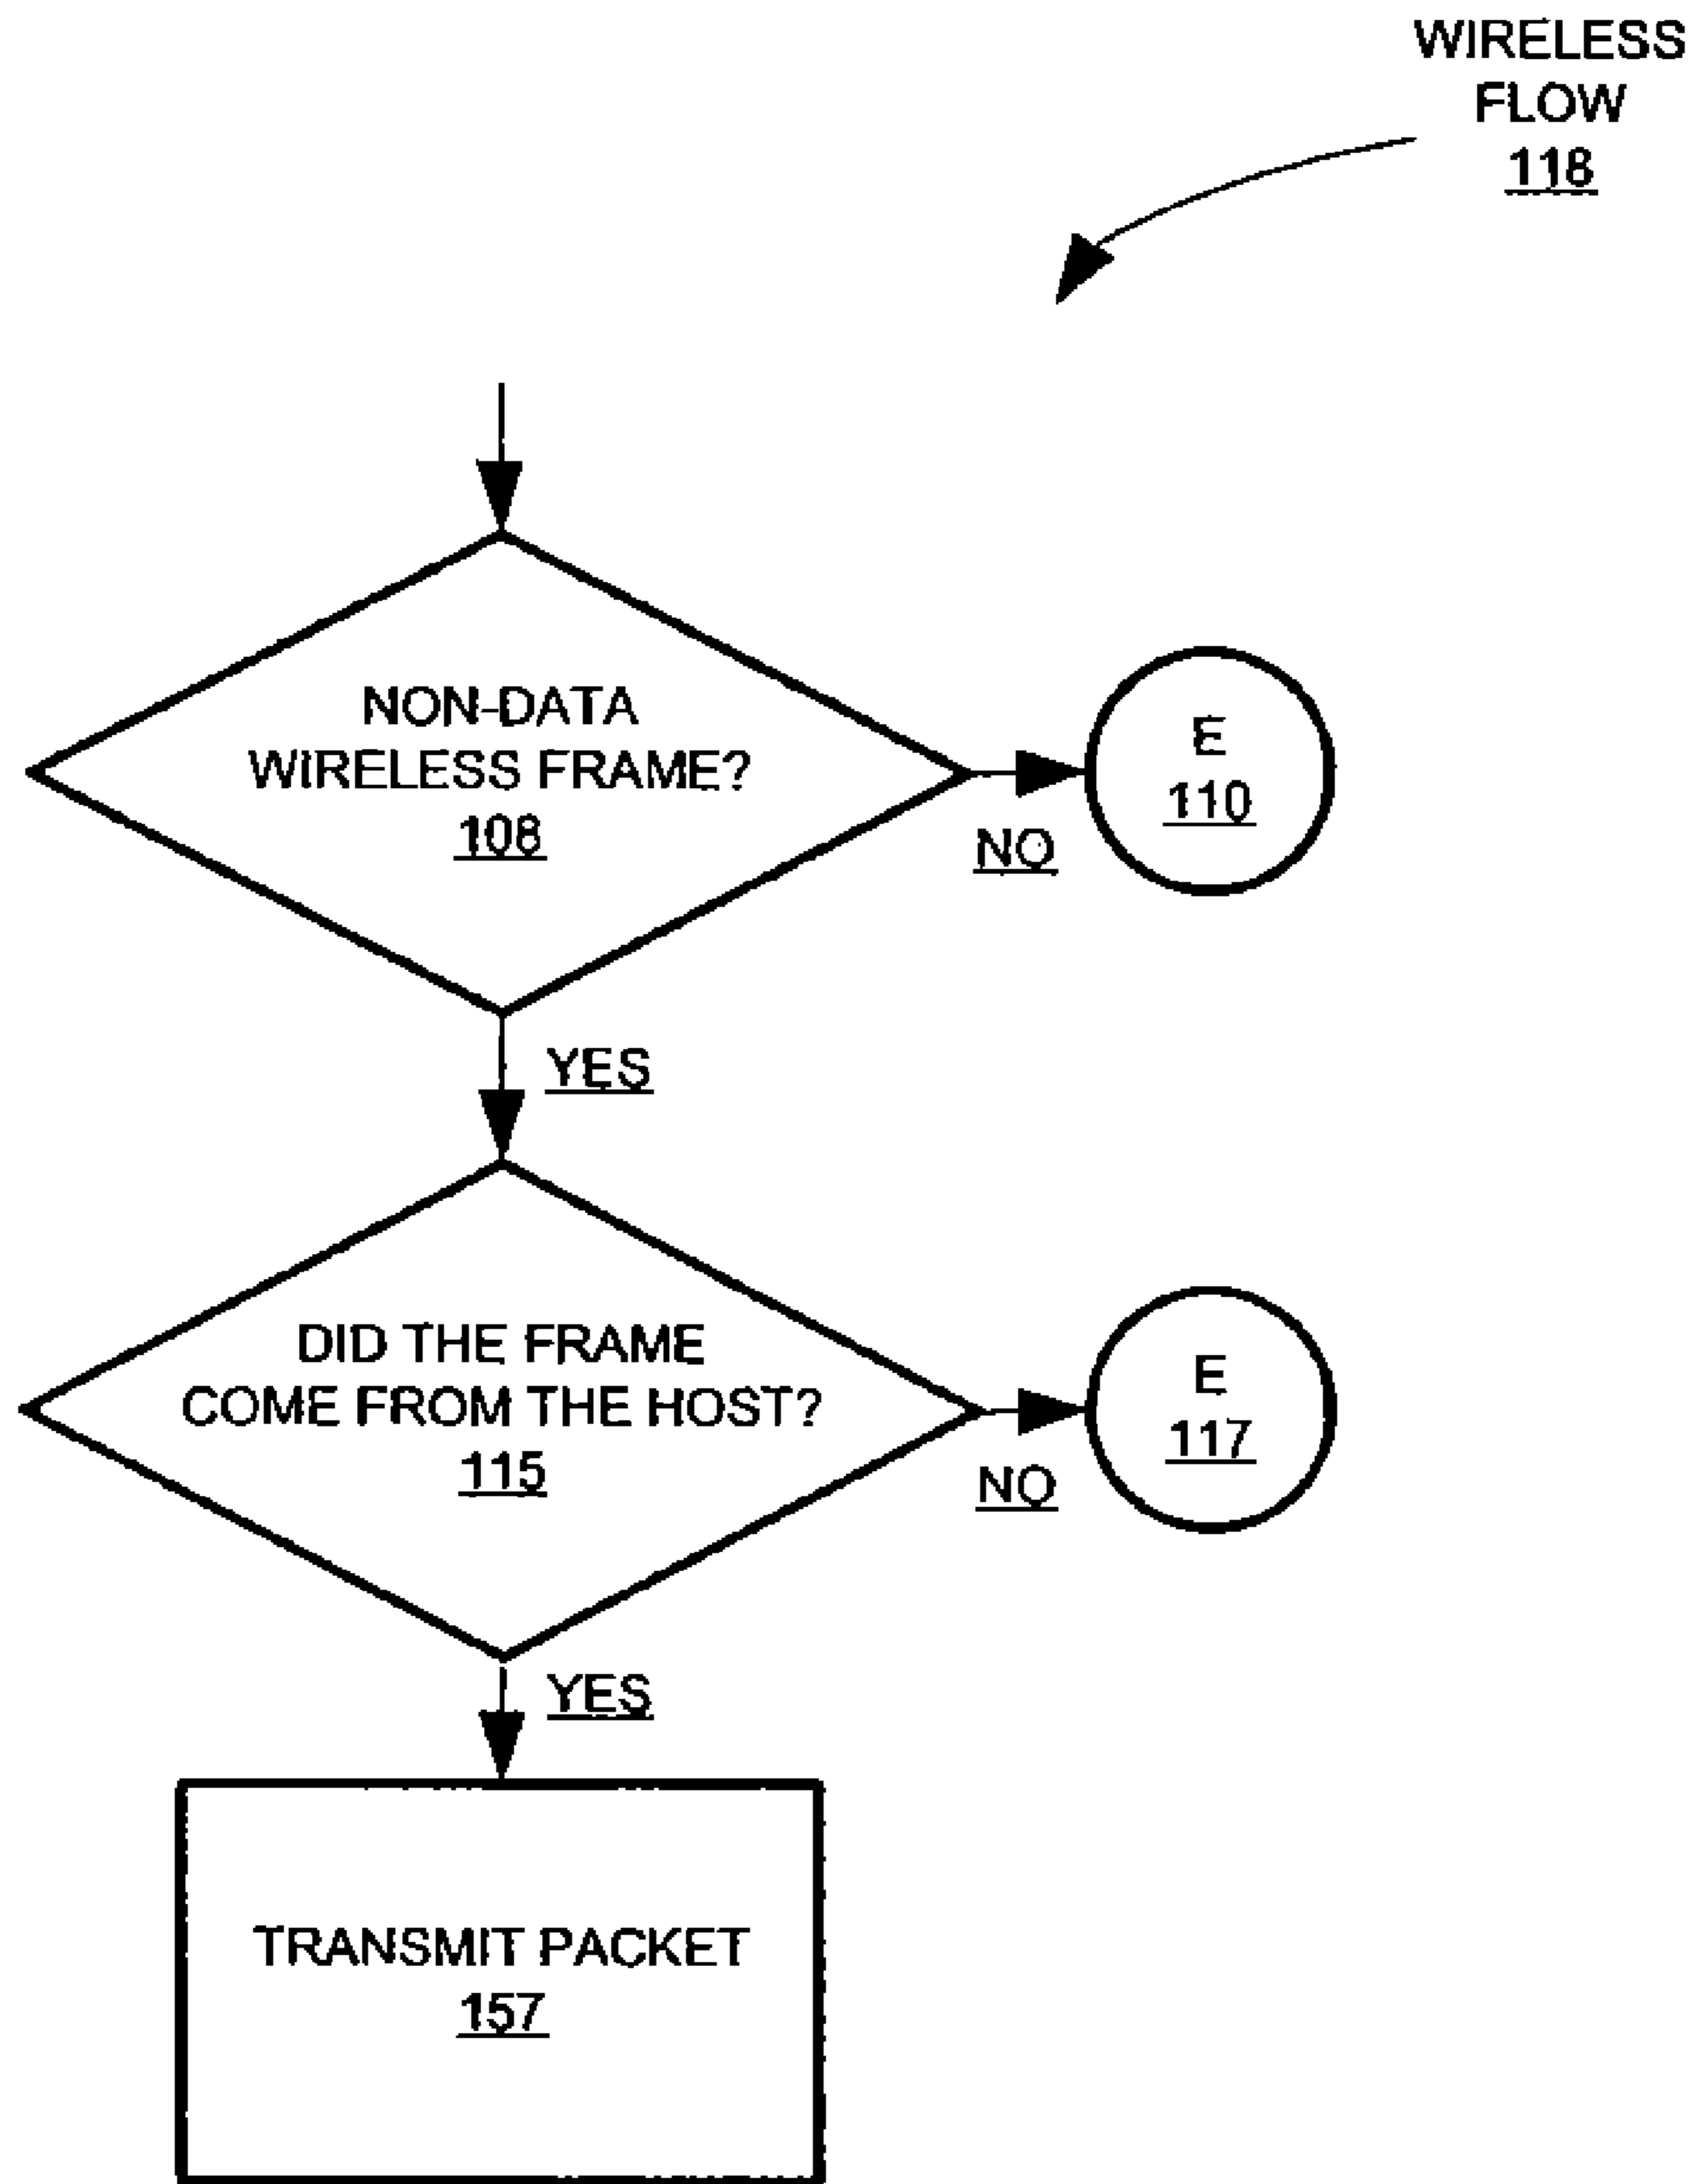 WIRELESS
FLOW
118
NON-DATA
WIRELESS FRAME?
108
NO
E
110
YES
DID THE FRAME
COME FROM THE HOST?
115
NO
E
117
YES
TRANSMIT PACKET
157